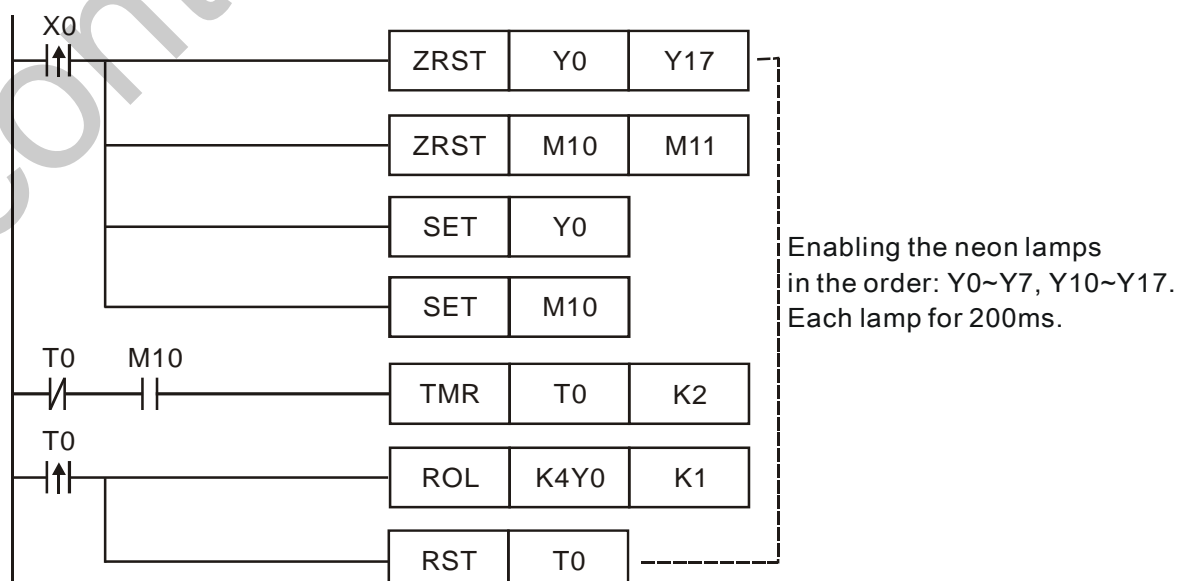 X0
ZRST Y0 Y17
ZRST M10 M11
SET Y0
Enabling the neon lamps
in the order: Y0~Y7, Y10~Y17.
Each lamp for 200ms.
SET M10
T0 M10
TMR T0 K2
T0
ROL K4Y0 K1
RST T0